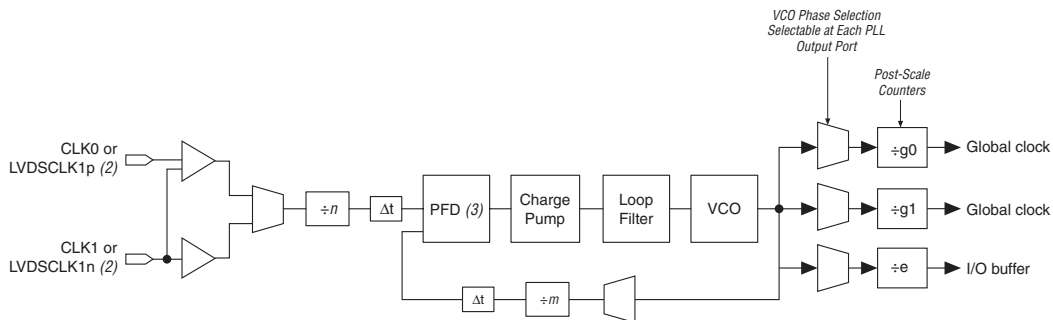 VCO Phase Selection
Selectable at Each PLL
Output Port
Post-Scale
Counters
CLK0 or
LVDSCLK1p (2)
÷g0
Global clock
÷n
Δt
PFD (3)
Charge
Pump
Loop
Filter
VCO
÷g1
Global clock
CLK1 or
LVDSCLK1n (2)
÷e
I/O buffer
Δt
÷m